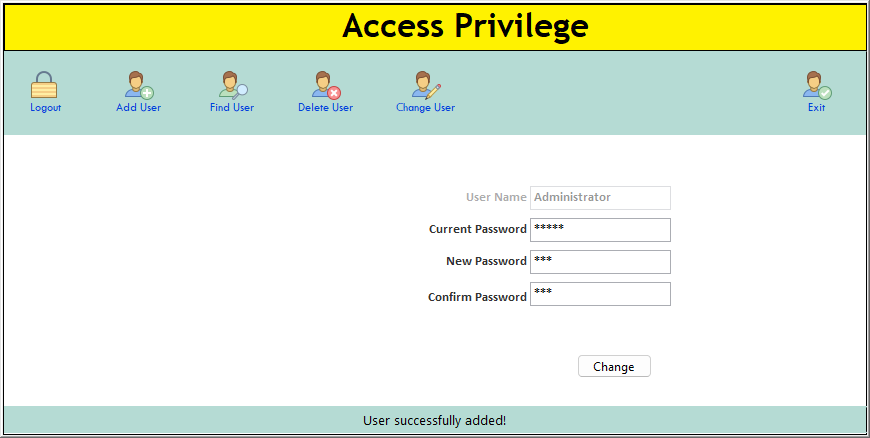 Access Privilege
Logout Add User Find User Delete User Change User Exit
User Name Administrator
Current Password *****
New Password ***
Confirm Password ***
Change
User successfully added!